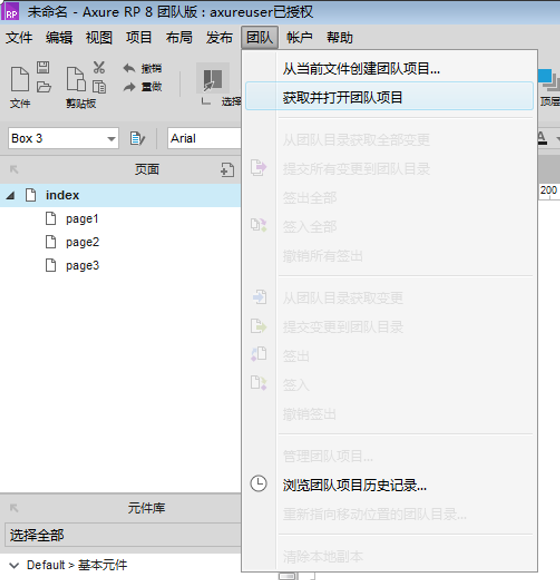 RP 未命名 - Axure RP 8 团队版 : axureuser已授权
文件 编辑 视图 项目 布局 发布 团队 帐户 帮助
撤销
重做
文件 剪贴板 选择 顶层
Box 3 Arial A
页面
200
index
page1
page2
page3
从当前文件创建团队项目...
获取并打开团队项目
从团队目录获取全部变更
提交所有变更到团队目录
签出全部
签入全部
撤销所有签出
从团队目录获取变更
提交变更到团队目录
签出
签入
撤销签出
管理团队项目...
浏览团队项目历史记录...
重新指向移动位置的团队目录...
清除本地副本
元件库
选择全部
Default > 基本元件